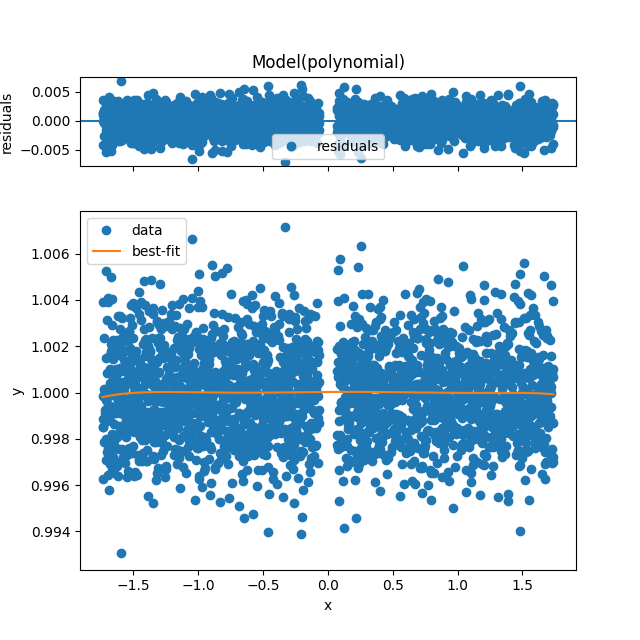 Model(polynomial)
0.005
0.000
−0.005
residuals
residuals
data
best-fit
1.006
1.004
1.002
1.000
0.998
0.996
0.994
y
−1.5 −1.0 −0.5 0.0 0.5 1.0 1.5
x